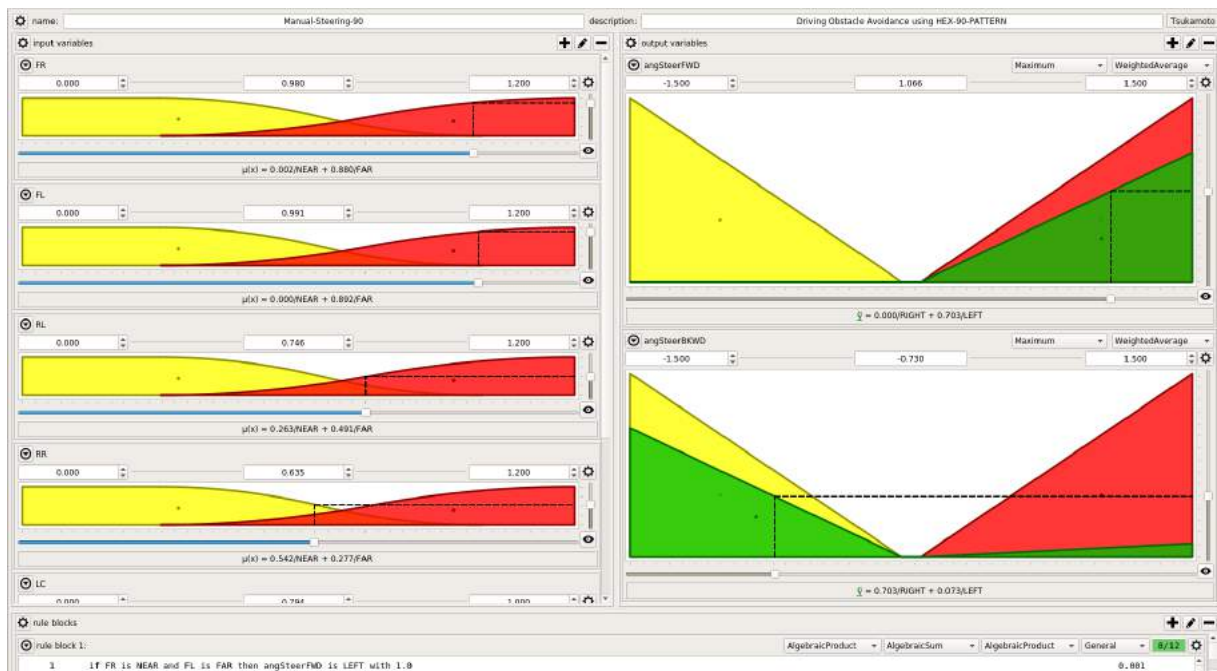 name: Manual-Steering-90 description: Driving Obstacle Avoidance using HEX-90-PATTERN Tsukamoto
input variables
FR
0.000 0.980 1.200
μ(x) = 0.002/NEAR + 0.880/FAR
FL
0.000 0.991 1.200
μ(x) = 0.000/NEAR + 0.892/FAR
RL
0.000 0.746 1.200
μ(x) = 0.263/NEAR + 0.491/FAR
RR
0.000 0.635 1.200
μ(x) = 0.542/NEAR + 0.277/FAR
LC
0.000 0.794 1.000
output variables
angSteerFWD Maximum WeightedAverage
-1.500 1.066 1.500
ỹ = 0.000/RIGHT + 0.703/LEFT
angSteerBKWD Maximum WeightedAverage
-1.500 -0.730 1.500
ỹ = 0.703/RIGHT + 0.073/LEFT
rule blocks
rule block 1: AlgebraicProduct AlgebraicSum AlgebraicProduct General 8/12
1 if FR is NEAR and FL is FAR then angSteerFWD is LEFT with 1.0 0.001